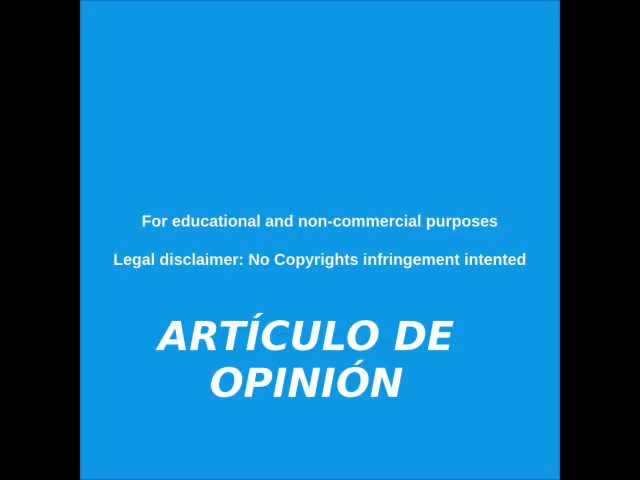 For educational and non-commercial purposes
Legal disclaimer: No Copyrights infringement intented
ARTÍCULO DE
OPINIÓN